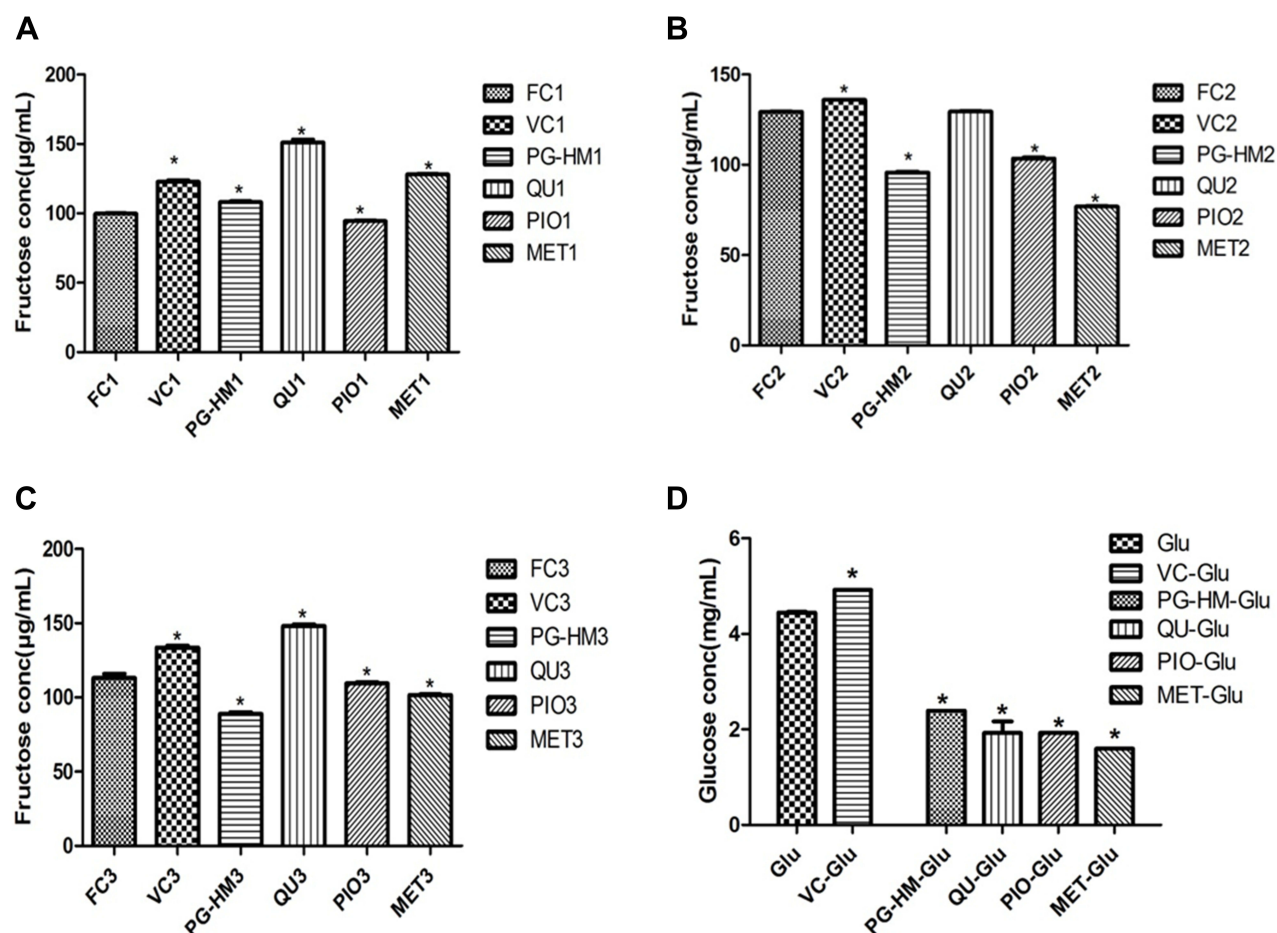 A
Fructose conc(µg/mL)
200
150
100
50
0
*
*
*
*
*
FC1
VC1
PG-HM1
QU1
PIO1
MET1
FC1
VC1
PG-HM1
QU1
PIO1
MET1
B
Fructose conc(µg/mL)
150
100
50
0
*
*
*
*
FC2
VC2
PG-HM2
QU2
PIO2
MET2
FC2
VC2
PG-HM2
QU2
PIO2
MET2
C
Fructose conc(µg/mL)
200
150
100
50
0
*
*
*
*
*
FC3
VC3
PG-HM3
QU3
PIO3
MET3
FC3
VC3
PG-HM3
QU3
PIO3
MET3
D
Glucose conc(mg/mL)
6
4
2
0
*
*
*
*
*
Glu
VC-Glu
PG-HM-Glu
QU-Glu
PIO-Glu
MET-Glu
Glu
VC-Glu
PG-HM-Glu
QU-Glu
PIO-Glu
MET-Glu